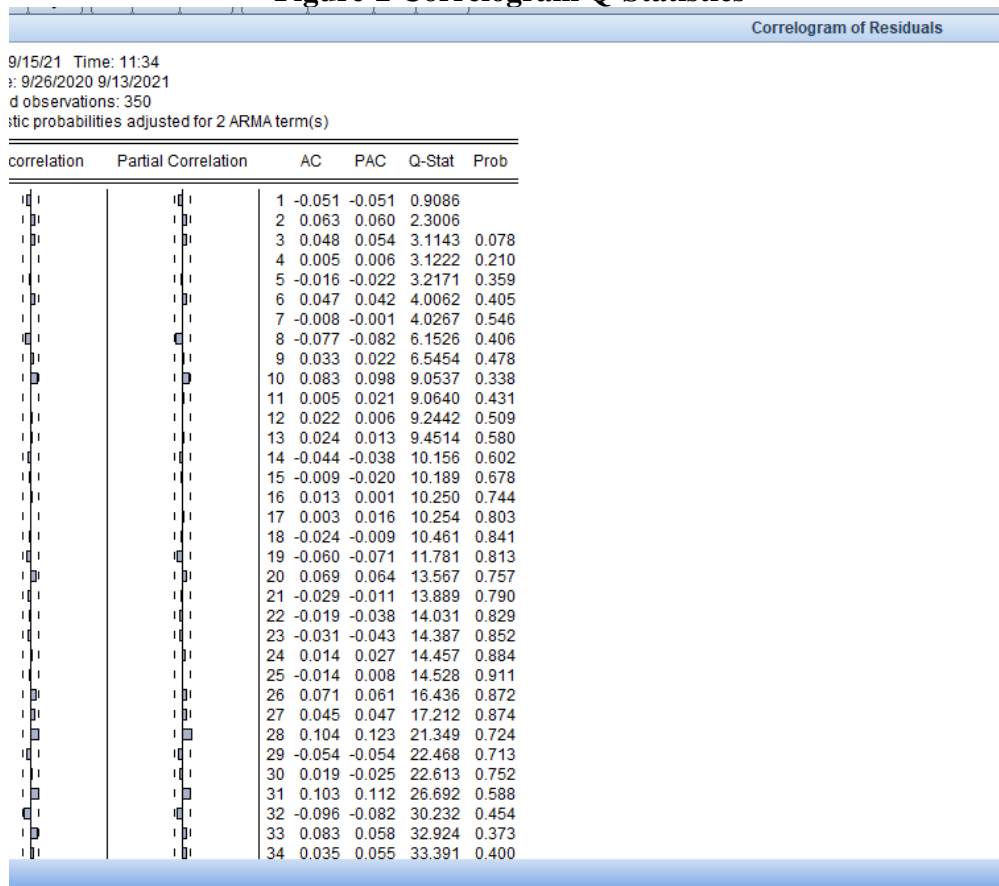 Figure 2 Correlogram Q-Statistics
Correlogram of Residuals
9/15/21 Time: 11:34
: 9/26/2020 9/13/2021
d observations: 350
stic probabilities adjusted for 2 ARMA term(s)
correlation Partial Correlation AC PAC Q-Stat Prob
1 -0.051 -0.051 0.9086
2 0.063 0.060 2.3006
3 0.048 0.054 3.1143 0.078
4 0.005 0.006 3.1222 0.210
5 -0.016 -0.022 3.2171 0.359
6 0.047 0.042 4.0062 0.405
7 -0.008 -0.001 4.0267 0.546
8 -0.077 -0.082 6.1526 0.406
9 0.033 0.022 6.5454 0.478
10 0.083 0.098 9.0537 0.338
11 0.005 0.021 9.0640 0.431
12 0.022 0.006 9.2442 0.509
13 0.024 0.013 9.4514 0.580
14 -0.044 -0.038 10.156 0.602
15 -0.009 -0.020 10.189 0.678
16 0.013 0.001 10.250 0.744
17 0.003 0.016 10.254 0.803
18 -0.024 -0.009 10.461 0.841
19 -0.060 -0.071 11.781 0.813
20 0.069 0.064 13.567 0.757
21 -0.029 -0.011 13.889 0.790
22 -0.019 -0.038 14.031 0.829
23 -0.031 -0.043 14.387 0.852
24 0.014 0.027 14.457 0.884
25 -0.014 0.008 14.528 0.911
26 0.071 0.061 16.436 0.872
27 0.045 0.047 17.212 0.874
28 0.104 0.123 21.349 0.724
29 -0.054 -0.054 22.468 0.713
30 0.019 -0.025 22.613 0.752
31 0.103 0.112 26.692 0.588
32 -0.096 -0.082 30.232 0.454
33 0.083 0.058 32.924 0.373
34 0.035 0.055 33.391 0.400